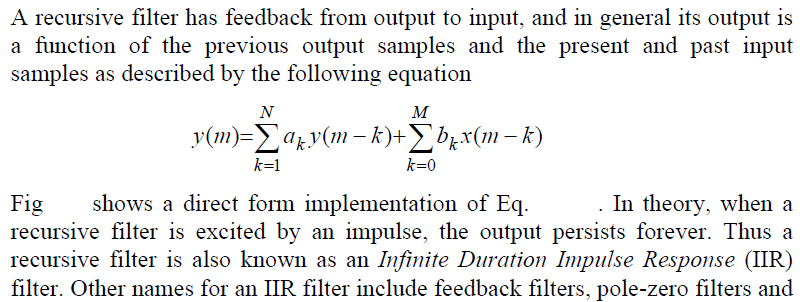 A recursive filter has feedback from output to input, and in general its output is
a function of the previous output samples and the present and past input
samples as described by the following equation
y(m)=∑_{k=1}^{N} a_k y(m − k)+∑_{k=0}^{M} b_k x(m − k)
Fig shows a direct form implementation of Eq. . In theory, when a
recursive filter is excited by an impulse, the output persists forever. Thus a
recursive filter is also known as an Infinite Duration Impulse Response (IIR)
filter. Other names for an IIR filter include feedback filters, pole-zero filters and